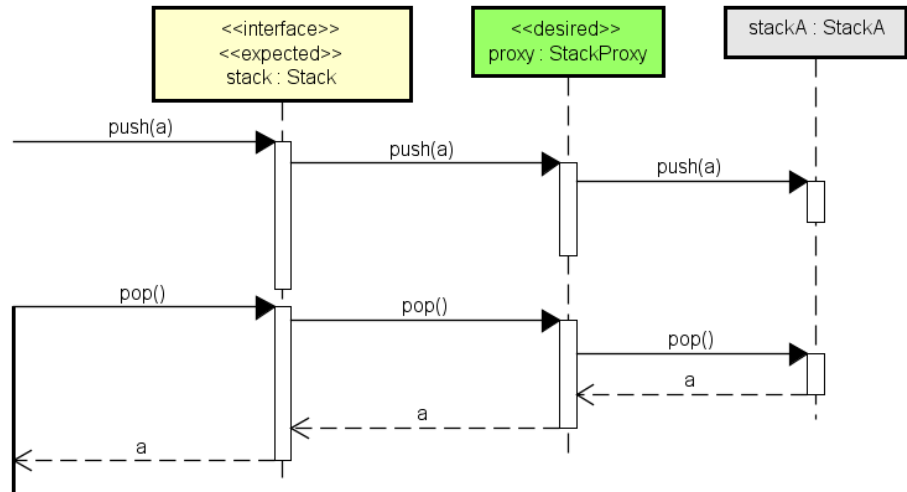 <<interface>>
<<expected>>
stack : Stack
<<desired>>
proxy : StackProxy
stackA : StackA
push(a)
push(a)
push(a)
pop()
pop()
pop()
a
a
a